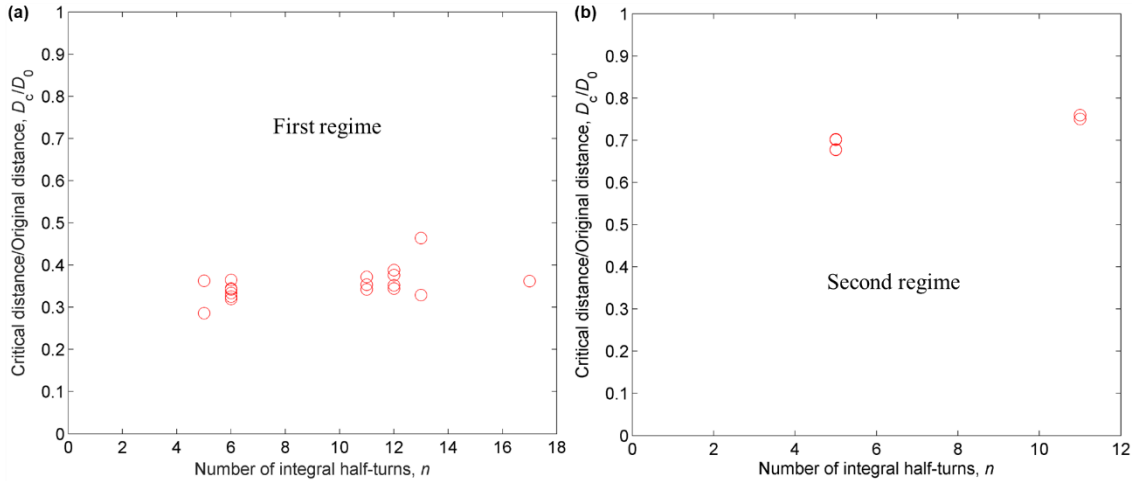 (a)
Critical distance/Original distance, Dc/D0
1
0.9
0.8
0.7
0.6
0.5
0.4
0.3
0.2
0.1
0
First regime
0 2 4 6 8 10 12 14 16 18
Number of integral half-turns, n
(b)
Critical distance/Original distance, Dc/D0
1
0.9
0.8
0.7
0.6
0.5
0.4
0.3
0.2
0.1
0
Second regime
0 2 4 6 8 10 12
Number of integral half-turns, n